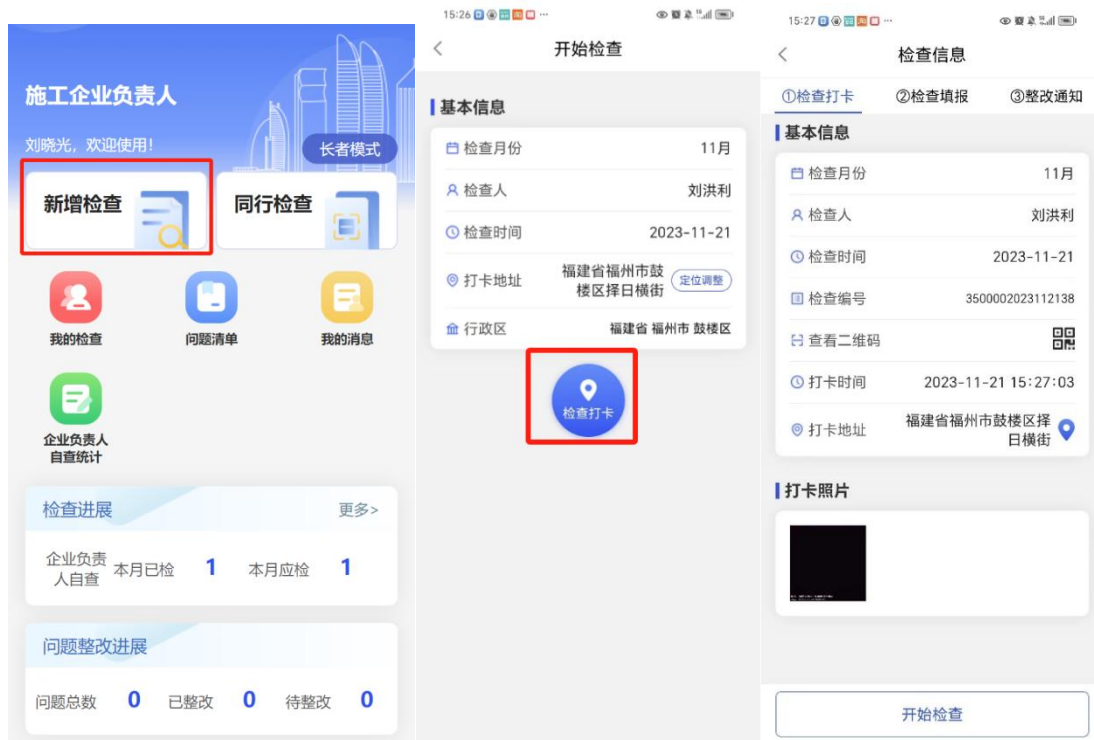 施工企业负责人
刘晓光，欢迎使用！
长者模式
新增检查
同行检查
我的检查
问题清单
我的消息
企业负责人
自查统计
检查进展
更多>
企业负责
人自查
本月已检 1 本月应检 1
问题整改进展
问题总数 0 已整改 0 待整改 0
15:26
开始检查
基本信息
检查月份 11月
检查人 刘洪利
检查时间 2023-11-21
打卡地址 福建省福州市鼓
楼区择日横街 定位调整
行政区 福建省 福州市 鼓楼区
检查打卡
15:27
检查信息
①检查打卡 ②检查填报 ③整改通知
基本信息
检查月份 11月
检查人 刘洪利
检查时间 2023-11-21
检查编号 3500002023112138
查看二维码
打卡时间 2023-11-21 15:27:03
打卡地址 福建省福州市鼓楼区择
日横街
打卡照片
开始检查